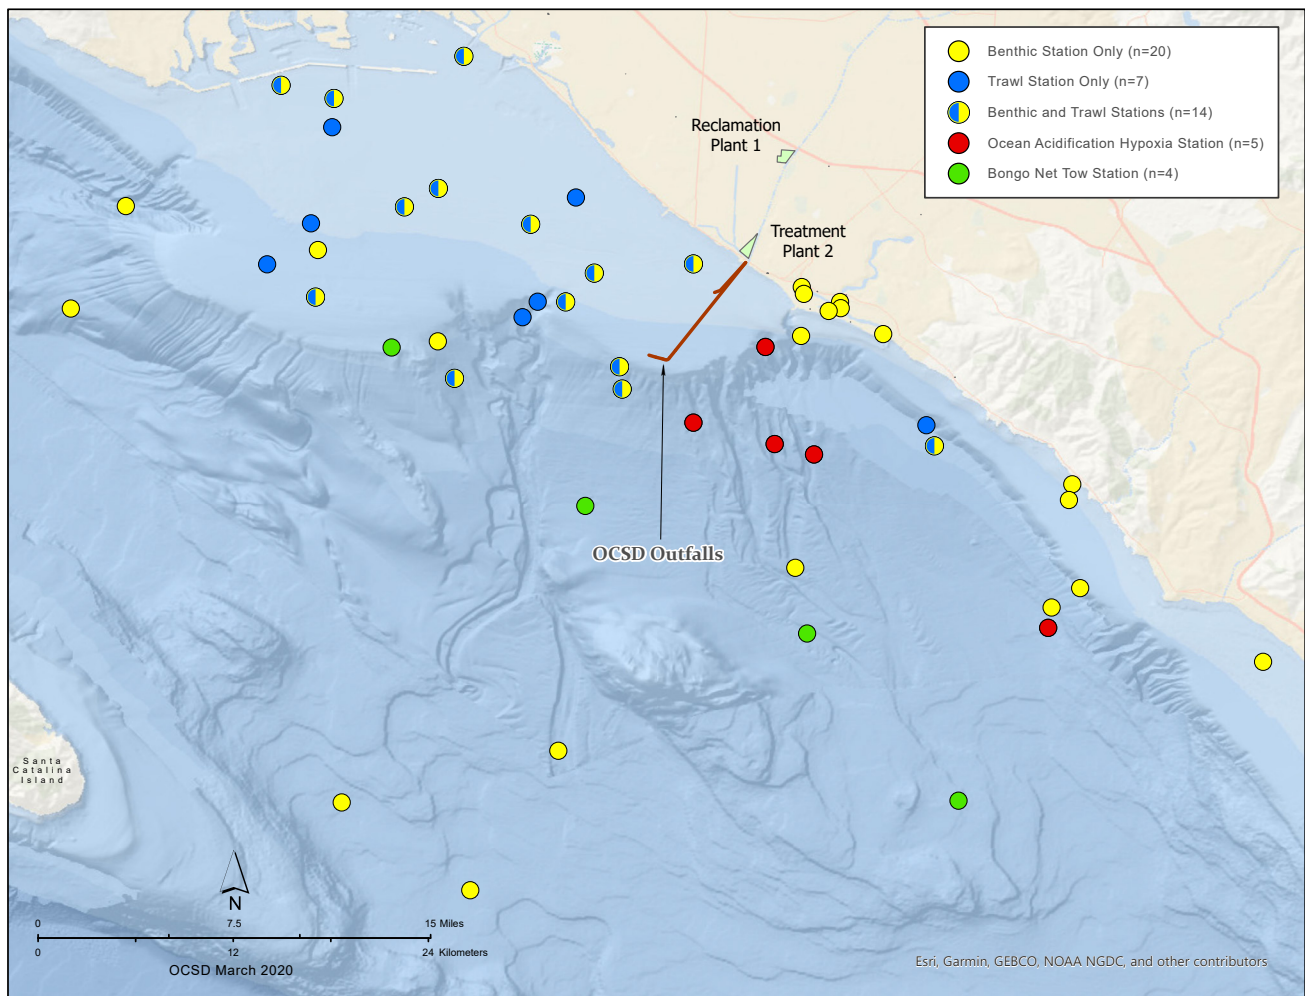 Benthic Station Only (n=20)
Trawl Station Only (n=7)
Benthic and Trawl Stations (n=14)
Ocean Acidification Hypoxia Station (n=5)
Bongo Net Tow Station (n=4)
Reclamation
Plant 1
Treatment
Plant 2
OCSD Outfalls
Santa
Catalina
Island
N
0 7.5 15 Miles
0 12 24 Kilometers
OCSD March 2020
Esri, Garmin, GEBCO, NOAA NGDC, and other contributors